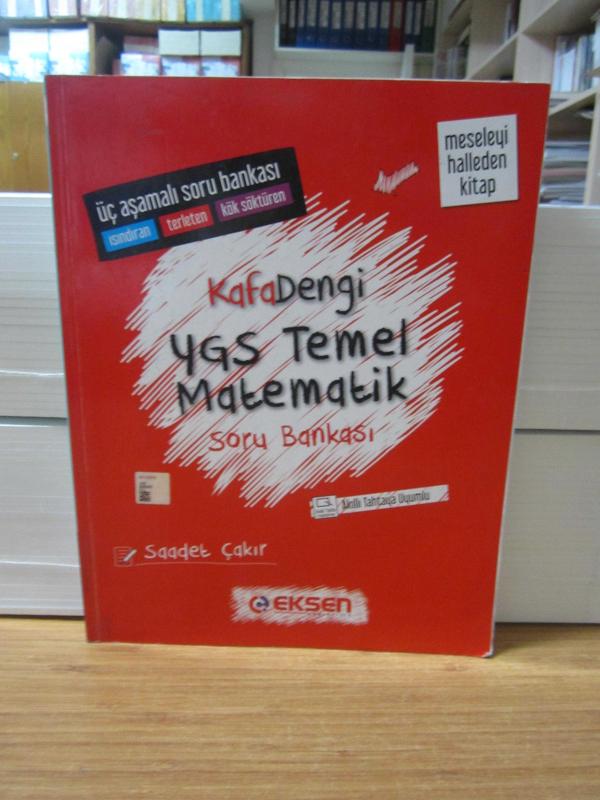 meseleyi
halleden
kitap
üç aşamalı soru bankası
ısındıran terleten kök söktüren
KafaDengi
YGS Temel
Matematik
Soru Bankası
Akıllı Tahtaya Uyumlu
Saadet Çakır
EKSEN